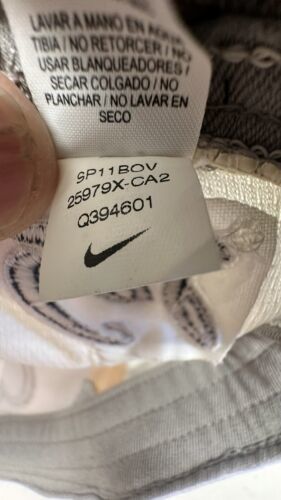 LAVAR A MANO EN AGUA
TIBIA / NO RETORCER / NO
USAR BLANQUEADORES /
SECAR COLGADO / NO
PLANCHAR / NO LAVAR EN
SECO
SP11BOV
25979X-CA2
Q394601